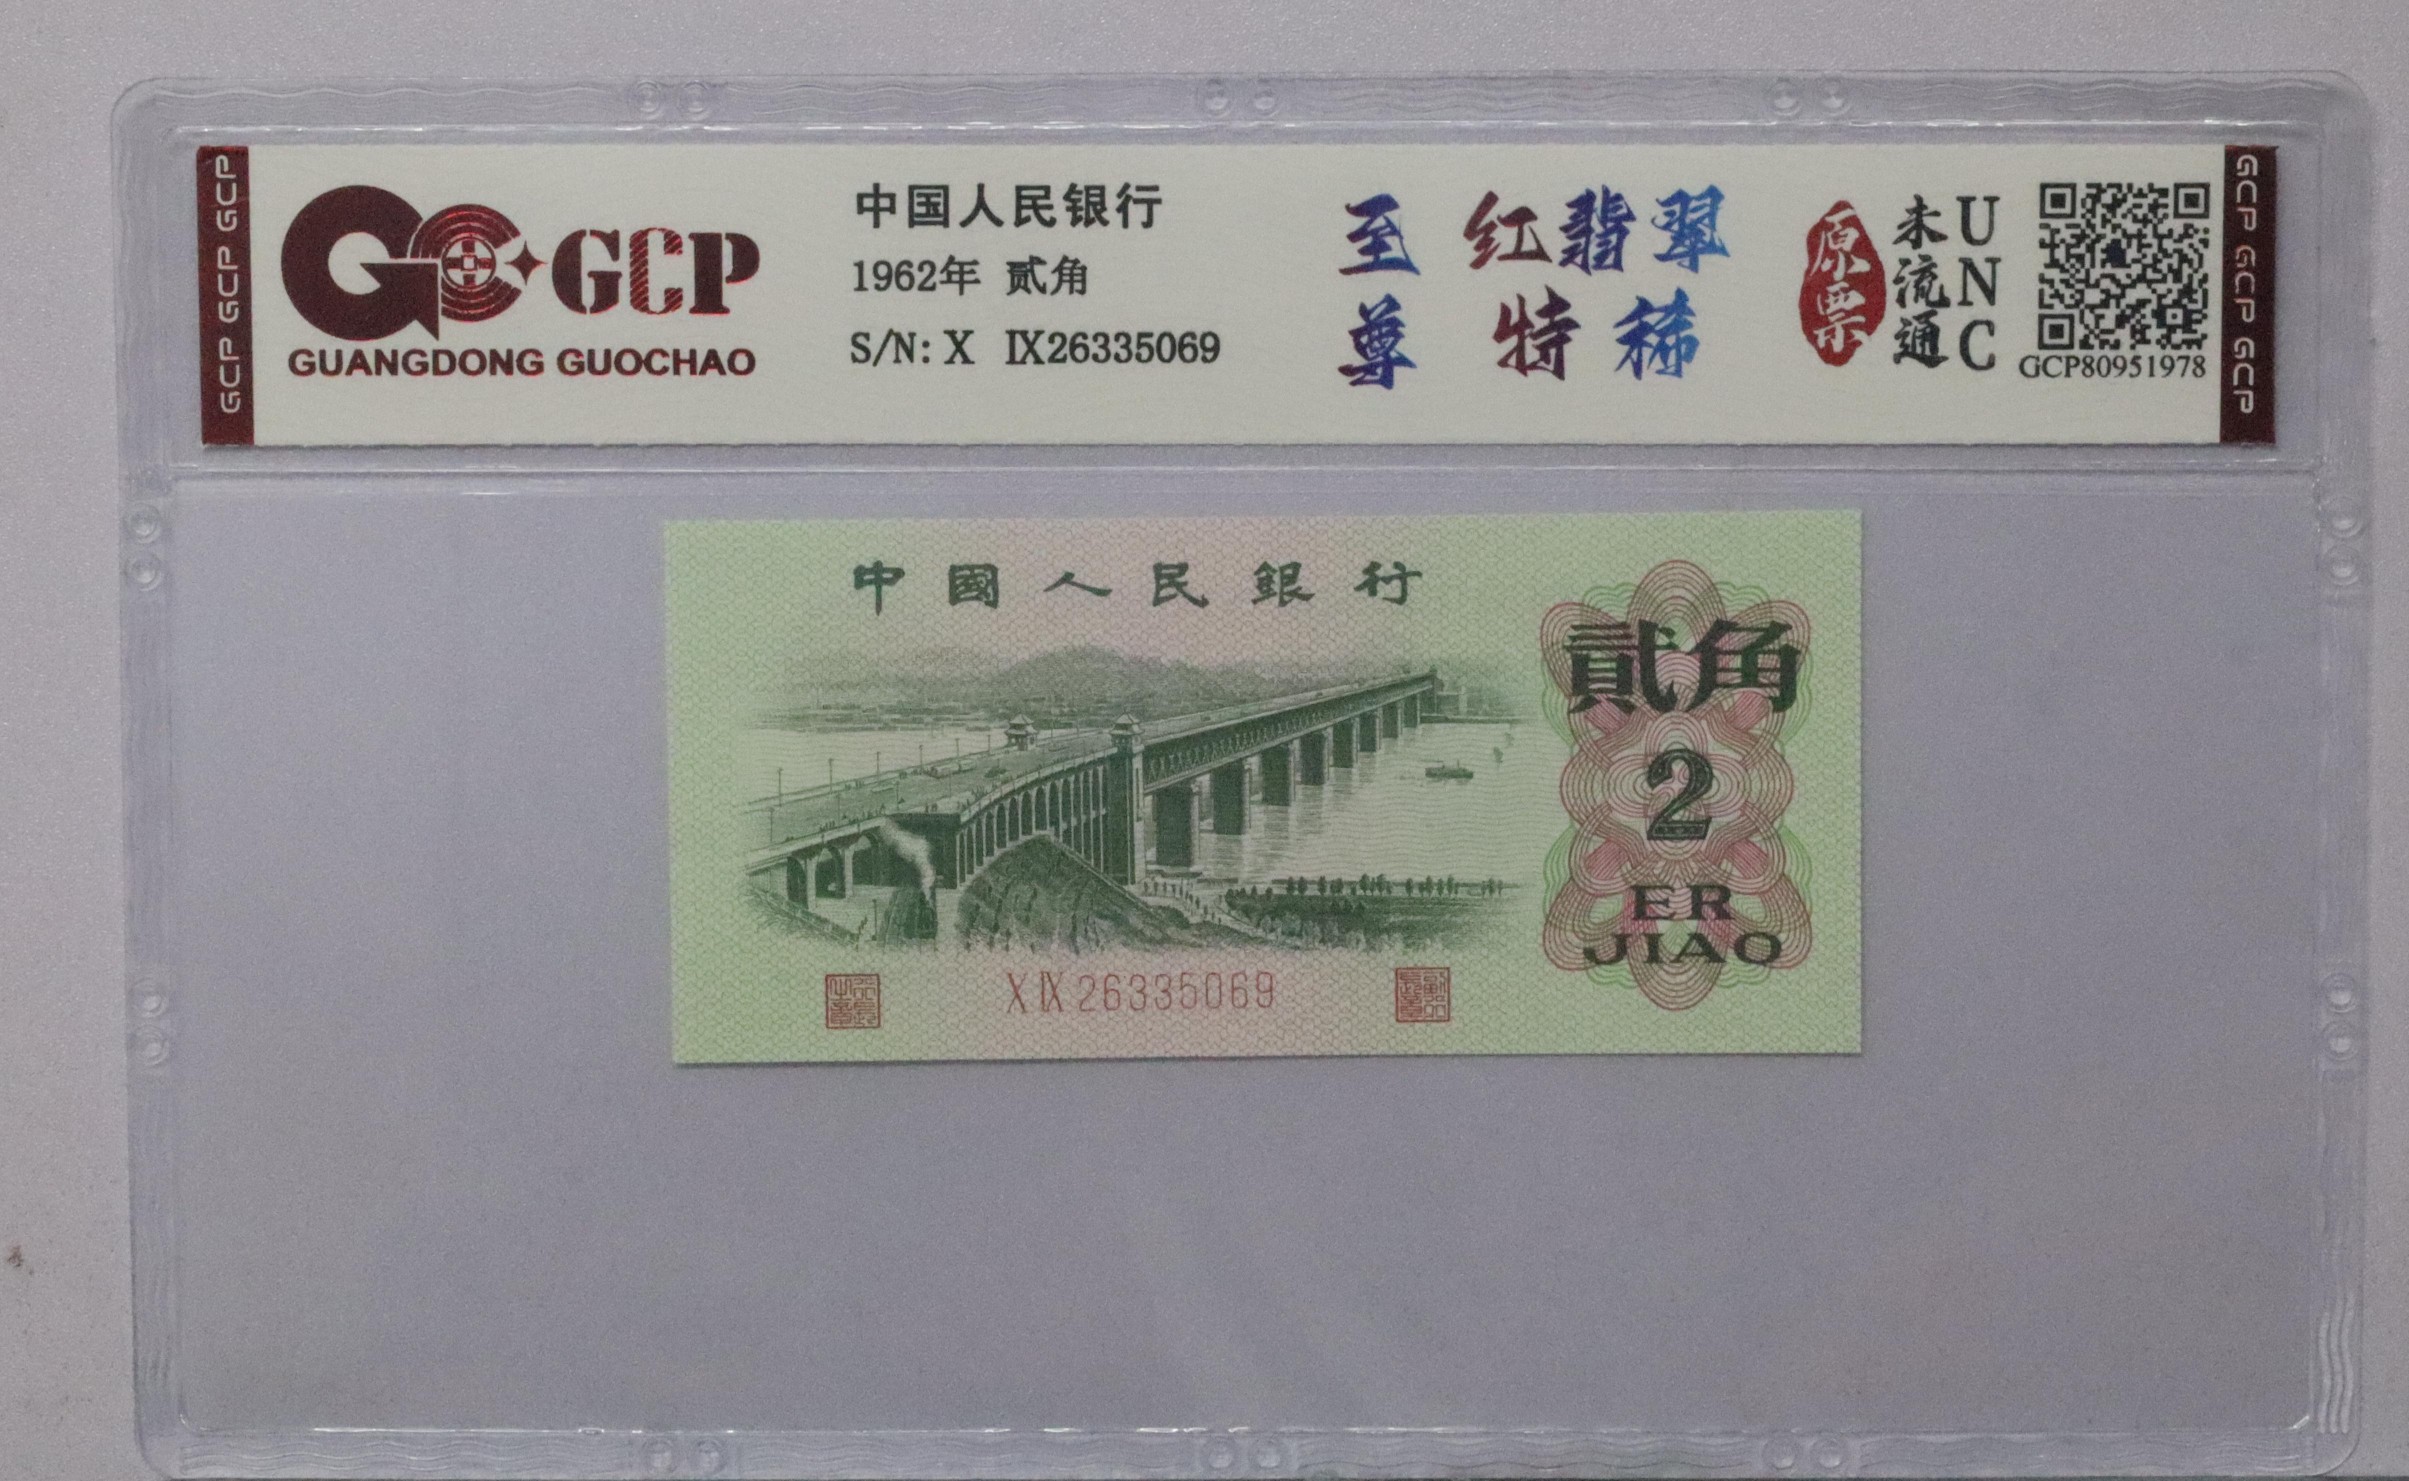 GCP GCP GCP
GCP
GUANGDONG GUOCHAO
中国人民银行
1962年 贰角
S/N: X IX26335069
至尊
红翡翠
特稀
原票
未流通
UNC
GCP80951978
GCP GCP GCP
中國人民銀行
貳角
2
ER
JIAO
X IX 26335069